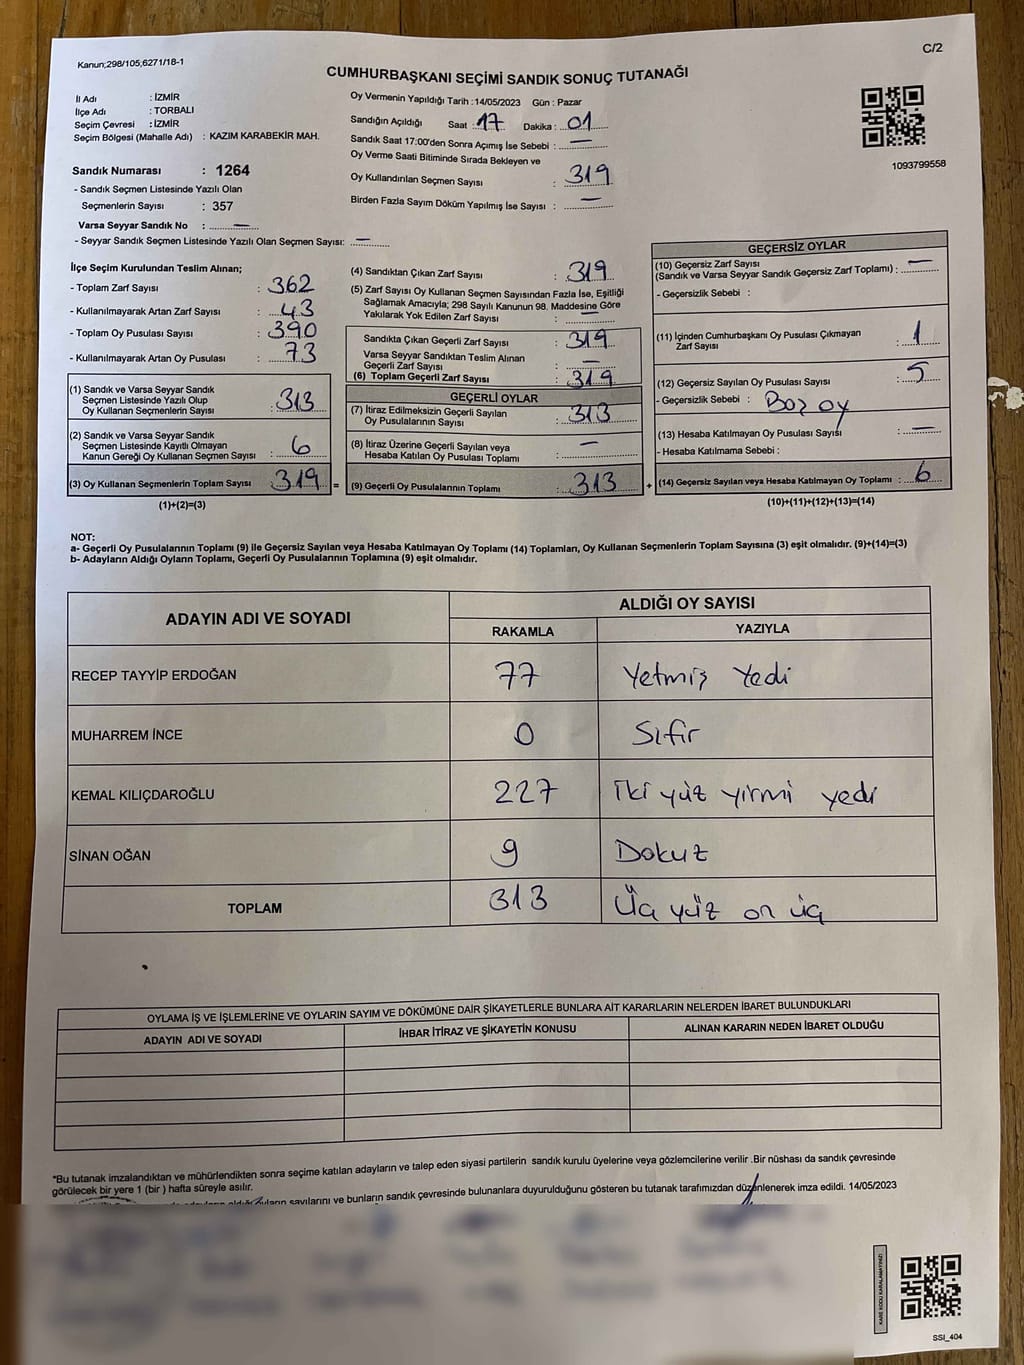 C/2
Kanun;298/105;6271/18-1
CUMHURBAŞKANI SEÇİMİ SANDIK SONUÇ TUTANAĞI
İl Adı : İZMİR
İlçe Adı : TORBALI
Seçim Çevresi : İZMİR
Seçim Bölgesi (Mahalle Adı) : KAZIM KARABEKİR MAH.
Sandık Numarası : 1264
- Sandık Seçmen Listesinde Yazılı Olan
Seçmenlerin Sayısı : 357
Varsa Seyyar Sandık No : —
- Seyyar Sandık Seçmen Listesinde Yazılı Olan Seçmen Sayısı: —
Oy Vermenin Yapıldığı Tarih :14/05/2023 Gün : Pazar
Sandığın Açıldığı Saat : 17 Dakika : 01
Sandık Saat 17:00'den Sonra Açımış İse Sebebi : —
Oy Verme Saati Bitiminde Sırada Bekleyen ve
Oy Kullandırılan Seçmen Sayısı : 319
Birden Fazla Sayım Döküm Yapılmış İse Sayısı : —
1093799558
İlçe Seçim Kurulundan Teslim Alınan;
- Toplam Zarf Sayısı : 362
- Kullanılmayarak Artan Zarf Sayısı : 43
- Toplam Oy Pusulası Sayısı : 390
- Kullanılmayarak Artan Oy Pusulası : 73
(1) Sandık ve Varsa Seyyar Sandık
Seçmen Listesinde Yazılı Olup
Oy Kullanan Seçmenlerin Sayısı : 313
(2) Sandık ve Varsa Seyyar Sandık
Seçmen Listesinde Kayıtlı Olmayan
Kanun Gereği Oy Kullanan Seçmen Sayısı : 6
(3) Oy Kullanan Seçmenlerin Toplam Sayısı : 319 =
(1)+(2)=(3)
(4) Sandıktan Çıkan Zarf Sayısı : 319
(5) Zarf Sayısı Oy Kullanan Seçmen Sayısından Fazla İse, Eşitliği
Sağlamak Amacıyla; 298 Sayılı Kanunun 98. Maddesine Göre
Yakılarak Yok Edilen Zarf Sayısı : —
Sandıkta Çıkan Geçerli Zarf Sayısı : 319
Varsa Seyyar Sandıktan Teslim Alınan
Geçerli Zarf Sayısı : —
(6) Toplam Geçerli Zarf Sayısı : 319
GEÇERLİ OYLAR
(7) İtiraz Edilmeksizin Geçerli Sayılan
Oy Pusulalarının Sayısı : 313
(8) İtiraz Üzerine Geçerli Sayılan veya
Hesaba Katılan Oy Pusulası Toplamı : —
(9) Geçerli Oy Pusulalarının Toplamı : 313 +
GEÇERSİZ OYLAR
(10) Geçersiz Zarf Sayısı
(Sandık ve Varsa Seyyar Sandık Geçersiz Zarf Toplamı) : —
- Geçersizlik Sebebi :
(11) İçinden Cumhurbaşkanı Oy Pusulası Çıkmayan
Zarf Sayısı : 1
(12) Geçersiz Sayılan Oy Pusulası Sayısı : 5
- Geçersizlik Sebebi : Boz oy
(13) Hesaba Katılmayan Oy Pusulası Sayısı : —
- Hesaba Katılmama Sebebi :
(14) Geçersiz Sayılan veya Hesaba Katılmayan Oy Toplamı : 6
(10)+(11)+(12)+(13)=(14)
NOT:
a- Geçerli Oy Pusulalarının Toplamı (9) ile Geçersiz Sayılan veya Hesaba Katılmayan Oy Toplamı (14) Toplamları, Oy Kullanan Seçmenlerin Toplam Sayısına (3) eşit olmalıdır. (9)+(14)=(3)
b- Adayların Aldığı Oyların Toplamı, Geçerli Oy Pusulalarının Toplamına (9) eşit olmalıdır.
ADAYIN ADI VE SOYADI ALDIĞI OY SAYISI
RAKAMLA YAZIYLA
RECEP TAYYİP ERDOĞAN 77 Yetmiş Yedi
MUHARREM İNCE 0 Sıfır
KEMAL KILIÇDAROĞLU 227 İki yüz yirmi yedi
SİNAN OĞAN 9 Dokuz
TOPLAM 313 Üç yüz on üç
OYLAMA İŞ VE İŞLEMLERİNE VE OYLARIN SAYIM VE DÖKÜMÜNE DAİR ŞİKAYETLERLE BUNLARA AİT KARARLARIN NELERDEN İBARET BULUNDUKLARI
ADAYIN ADI VE SOYADI İHBAR İTİRAZ VE ŞİKAYETİN KONUSU ALINAN KARARIN NEDEN İBARET OLDUĞU
*Bu tutanak imzalandıktan ve mühürlendikten sonra seçime katılan adayların ve talep eden siyasi partilerin sandık kurulu üyelerine veya gözlemcilerine verilir .Bir nüshası da sandık çevresinde
görülecek bir yere 1 (bir ) hafta süreyle asılır.
sayılarını ve bunların sandık çevresinde bulunanlara duyurulduğunu gösteren bu tutanak tarafımızdan düzenlenerek imza edildi. 14/05/2023
KARE KODU KARALAMAYINIZ!
SSI_404